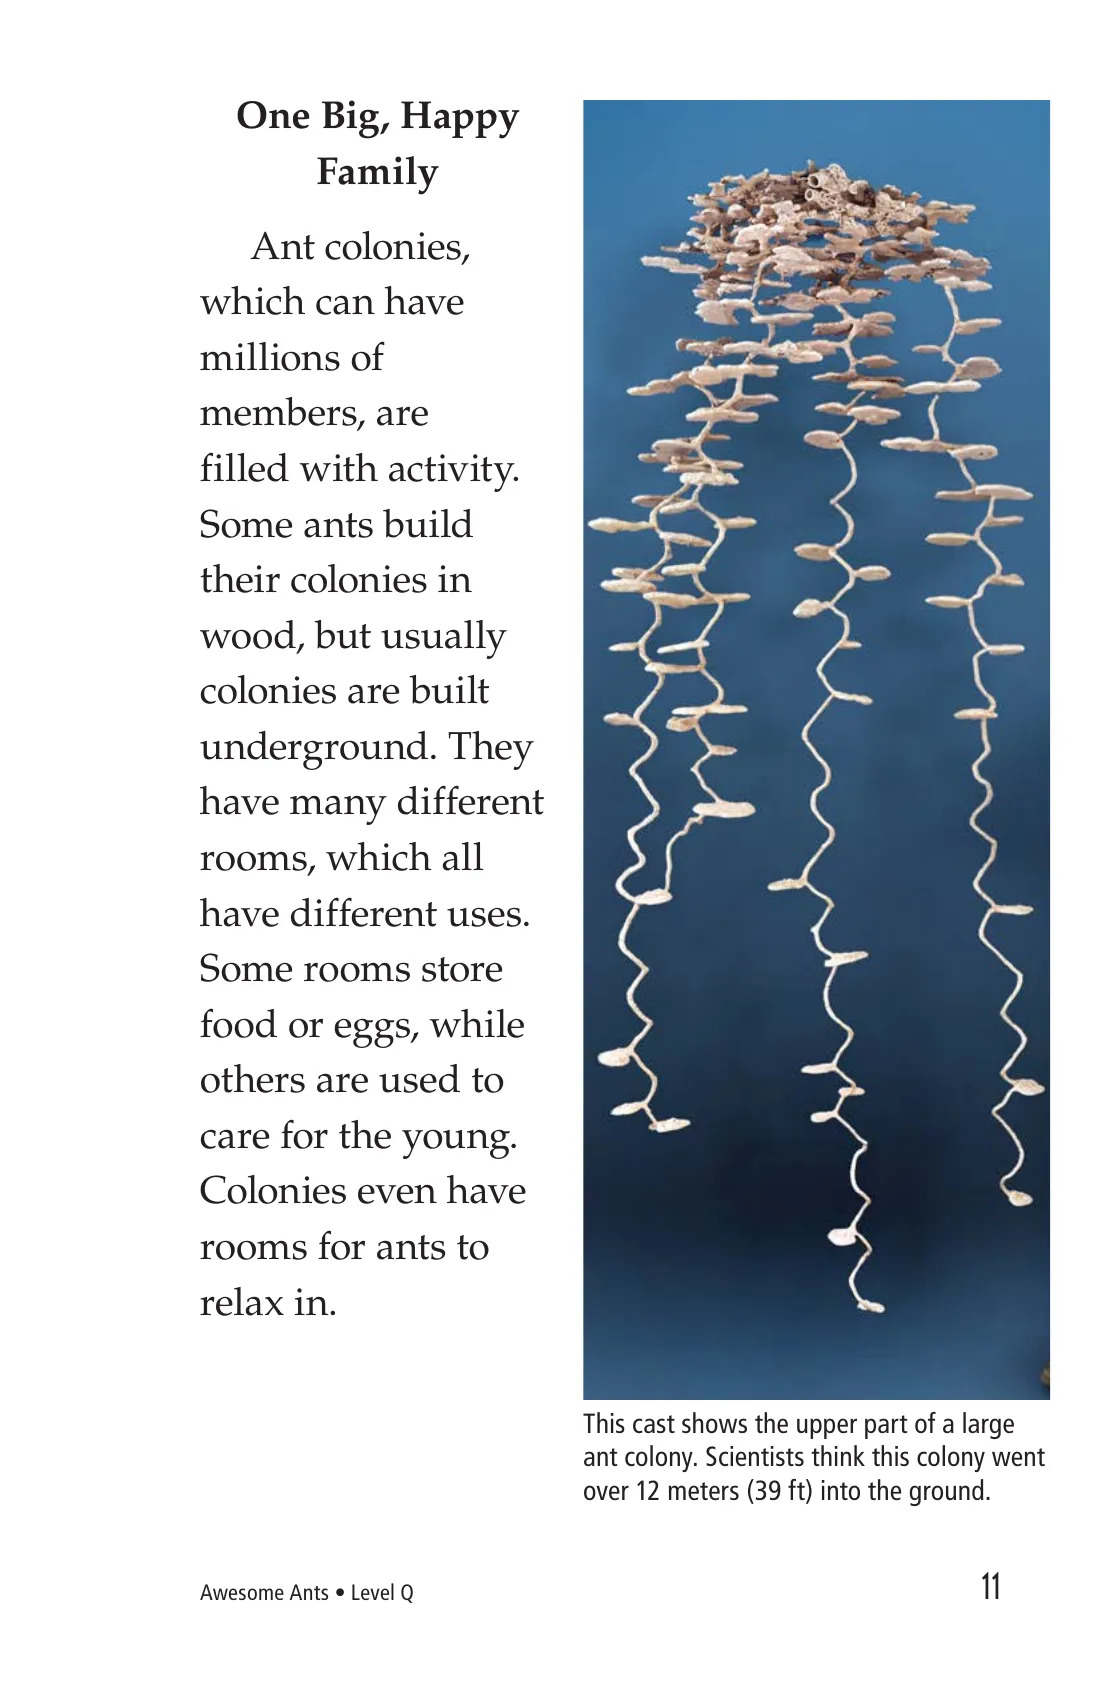 One Big, Happy
Family
Ant colonies,
which can have
millions of
members, are
filled with activity.
Some ants build
their colonies in
wood, but usually
colonies are built
underground. They
have many different
rooms, which all
have different uses.
Some rooms store
food or eggs, while
others are used to
care for the young.
Colonies even have
rooms for ants to
relax in.
This cast shows the upper part of a large
ant colony. Scientists think this colony went
over 12 meters (39 ft) into the ground.
Awesome Ants • Level Q
11